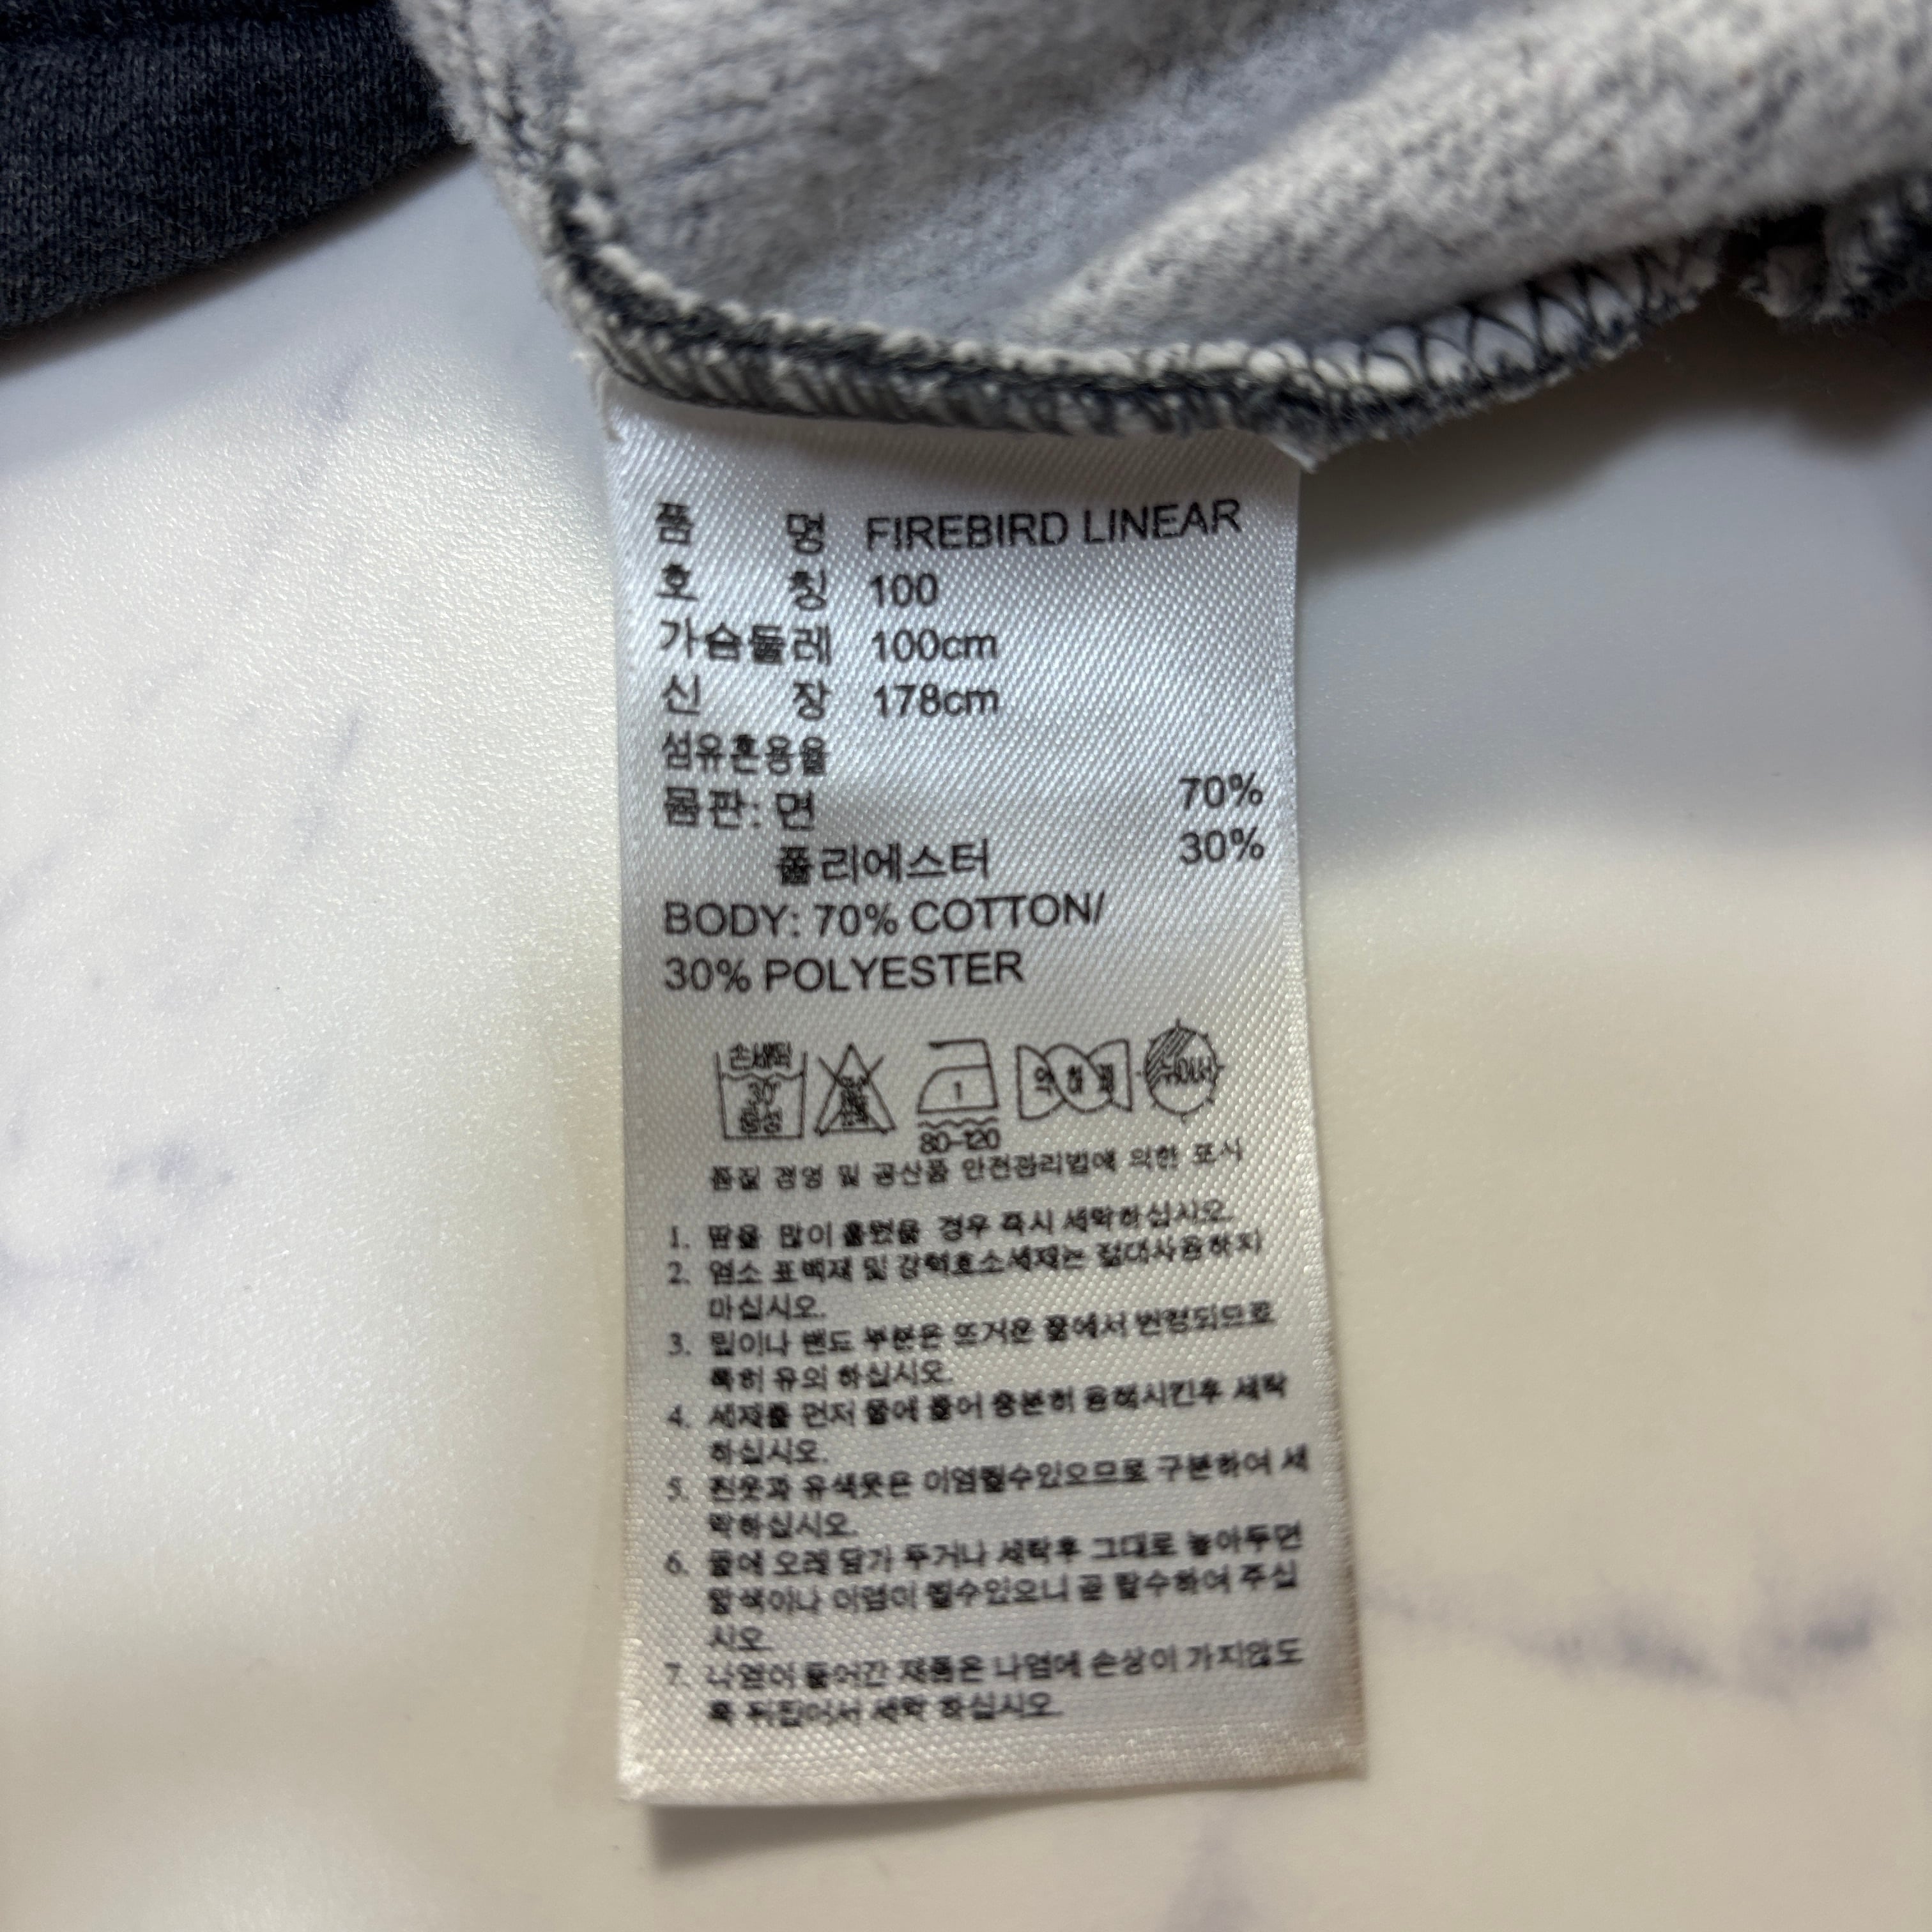 품 명 FIREBIRD LINEAR
호 칭 100
가슴둘레 100cm
신 장 178cm
섬유혼용율
몸판: 면 70%
폴리에스터 30%
BODY: 70% COTTON/
30% POLYESTER
손세탁
30°
중성
1
80-120
약하게
뉘어서
품질 경영 및 공산품 안전관리법에 의한 표시
1. 땀을 많이 흘렸을 경우 즉시 세탁하십시오.
2. 염소 표백제 및 강력효소세제는 절대사용하지
마십시오.
3. 립이나 밴드 부분은 뜨거운 물에서 변형되므로
특히 유의 하십시오.
4. 세제를 먼저 물에 풀어 충분히 용해시킨후 세탁
하십시오.
5. 흰옷과 유색옷은 이염될수있으므로 구분하여 세
탁하십시오.
6. 물에 오래 담가 두거나 세탁후 그대로 놓아두면
탈색이나 이염이 될수있으니 곧 탈수하여 주십
시오.
7. 나염이 들어간 제품은 나염에 손상이 가지않도
록 뒤집어서 세탁 하십시오.